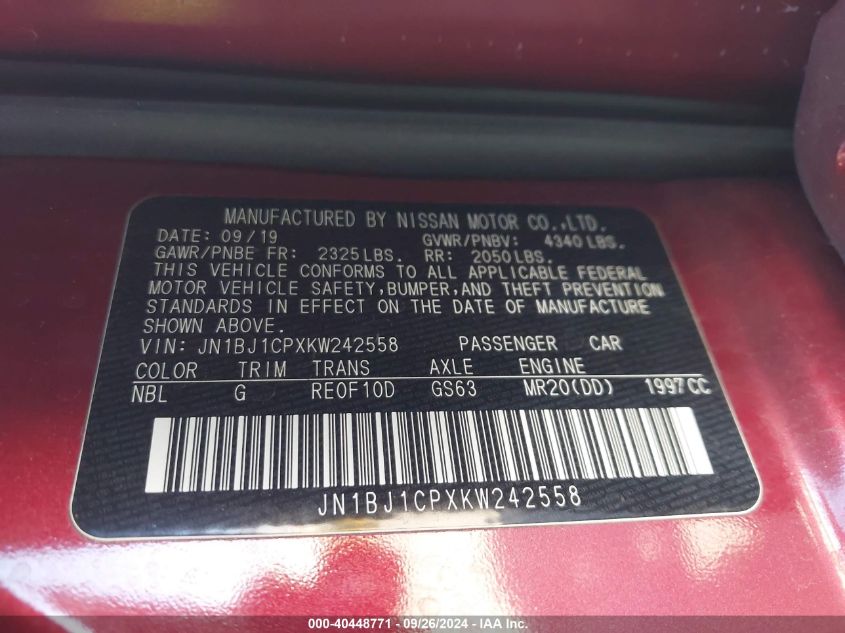 MANUFACTURED BY NISSAN MOTOR CO.,LTD.
DATE: 09/19 GVWR/PNBV: 4340 LBS.
GAWR/PNBE FR: 2325LBS. RR: 2050LBS.
THIS VEHICLE CONFORMS TO ALL APPLICABLE FEDERAL
MOTOR VEHICLE SAFETY,BUMPER,AND THEFT PREVENTION
STANDARDS IN EFFECT ON THE DATE OF MANUFACTURE
SHOWN ABOVE.
VIN: JN1BJ1CPXKW242558 PASSENGER CAR
COLOR TRIM TRANS AXLE ENGINE
NBL G RE0F10D GS63 MR20(DD) 1997CC
JN1BJ1CPXKW242558
000-40448771 - 09/26/2024 - IAAI.com